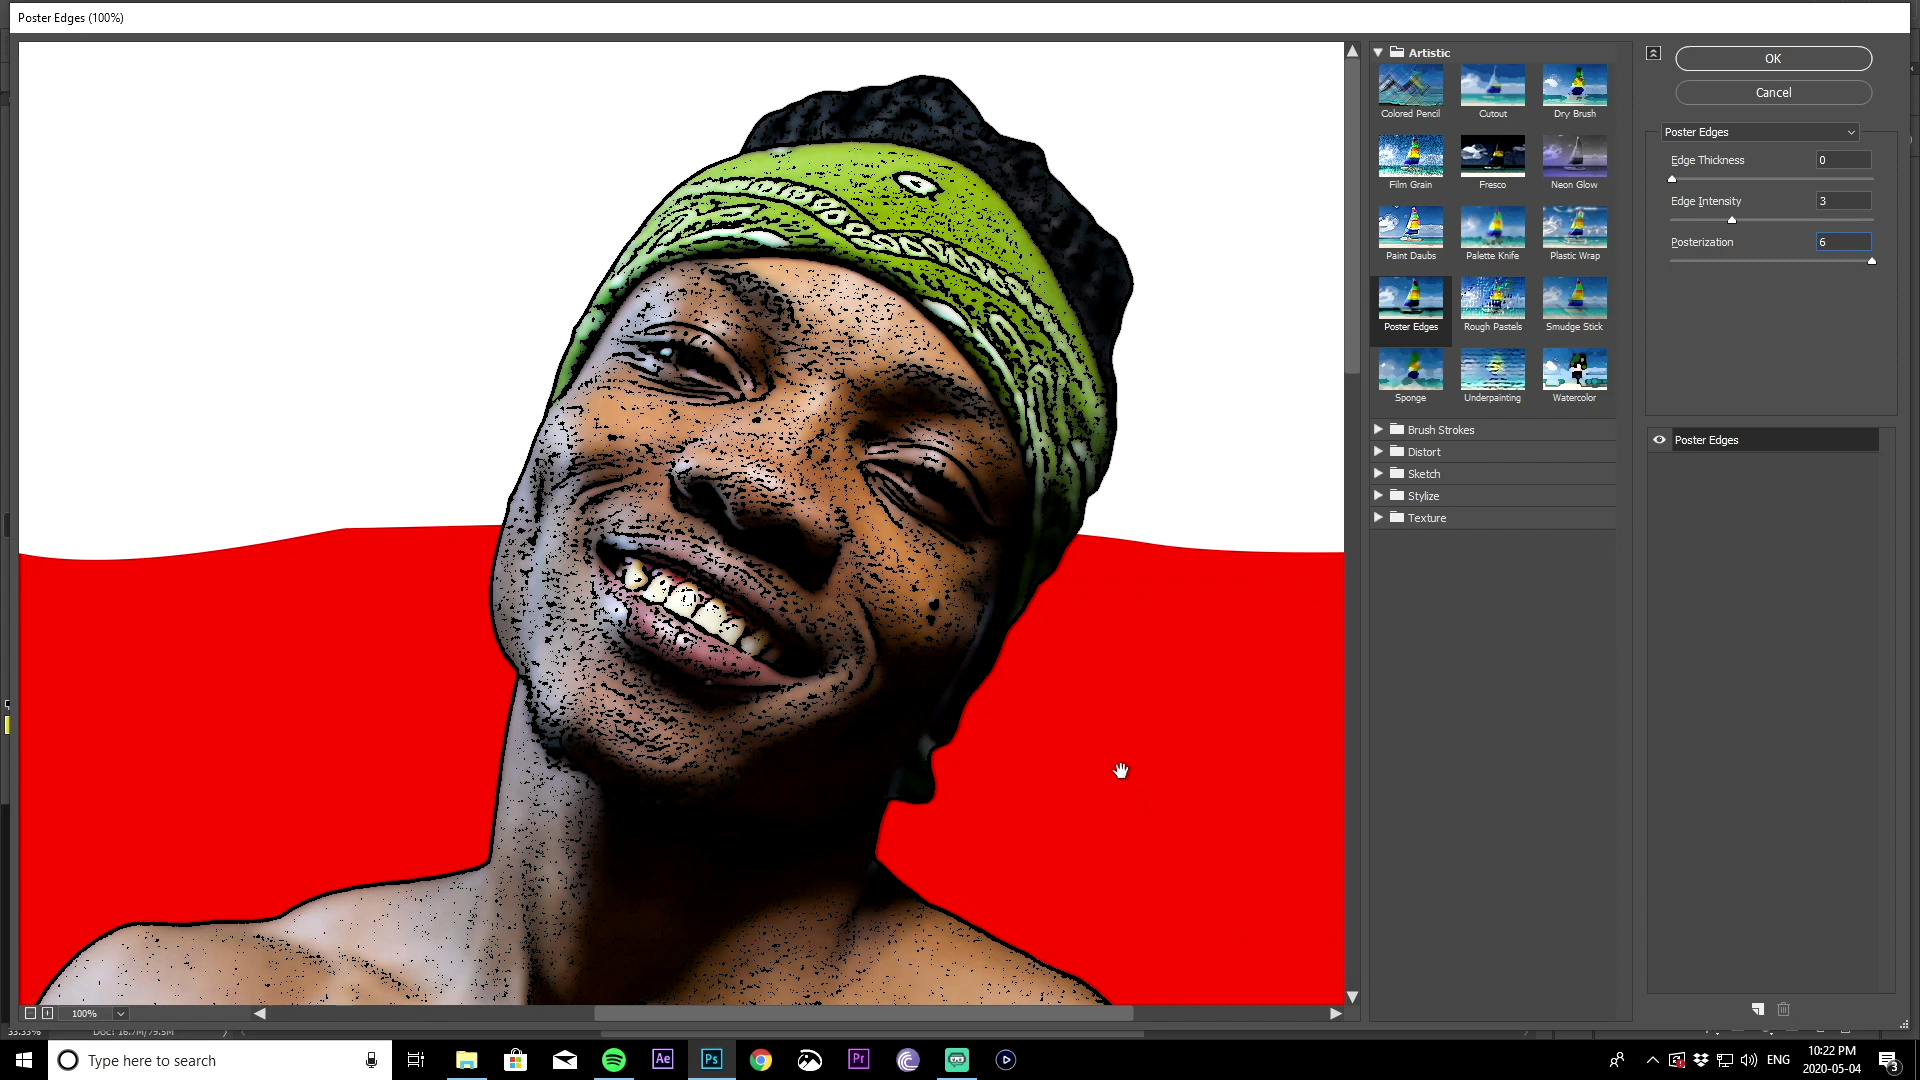 Poster Edges (100%)
Artistic
Colored Pencil
Cutout
Dry Brush
Film Grain
Fresco
Neon Glow
Paint Daubs
Palette Knife
Plastic Wrap
Poster Edges
Rough Pastels
Smudge Stick
Sponge
Underpainting
Watercolor
Brush Strokes
Distort
Sketch
Stylize
Texture
OK
Cancel
Poster Edges
Edge Thickness 0
Edge Intensity 3
Posterization 6
Poster Edges
100%
Type here to search
Ae
Ps
Pr
ENG
10:22 PM
2020-05-04
3